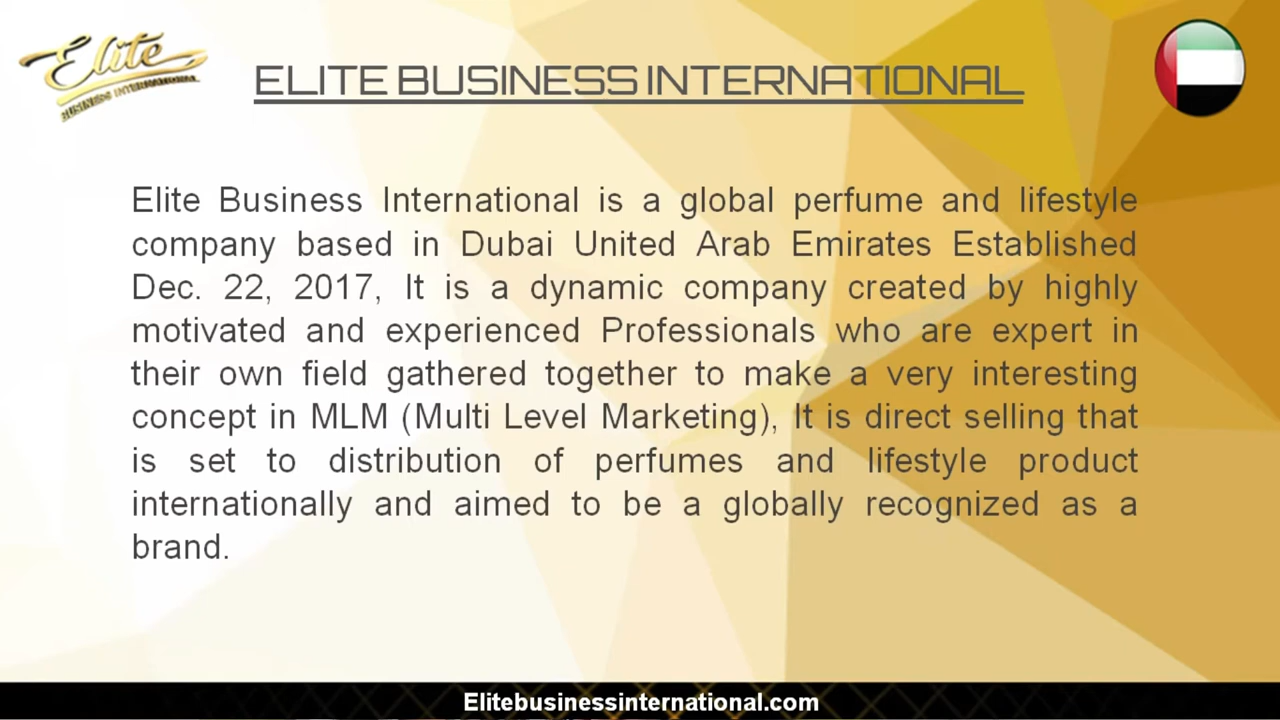 Elite
BUSINESS INTERNATIONAL
ELITE BUSINESS INTERNATIONAL
Elite Business International is a global perfume and lifestyle
company based in Dubai United Arab Emirates Established
Dec. 22, 2017, It is a dynamic company created by highly
motivated and experienced Professionals who are expert in
their own field gathered together to make a very interesting
concept in MLM (Multi Level Marketing), It is direct selling that
is set to distribution of perfumes and lifestyle product
internationally and aimed to be a globally recognized as a
brand.
Elitebusinessinternational.com